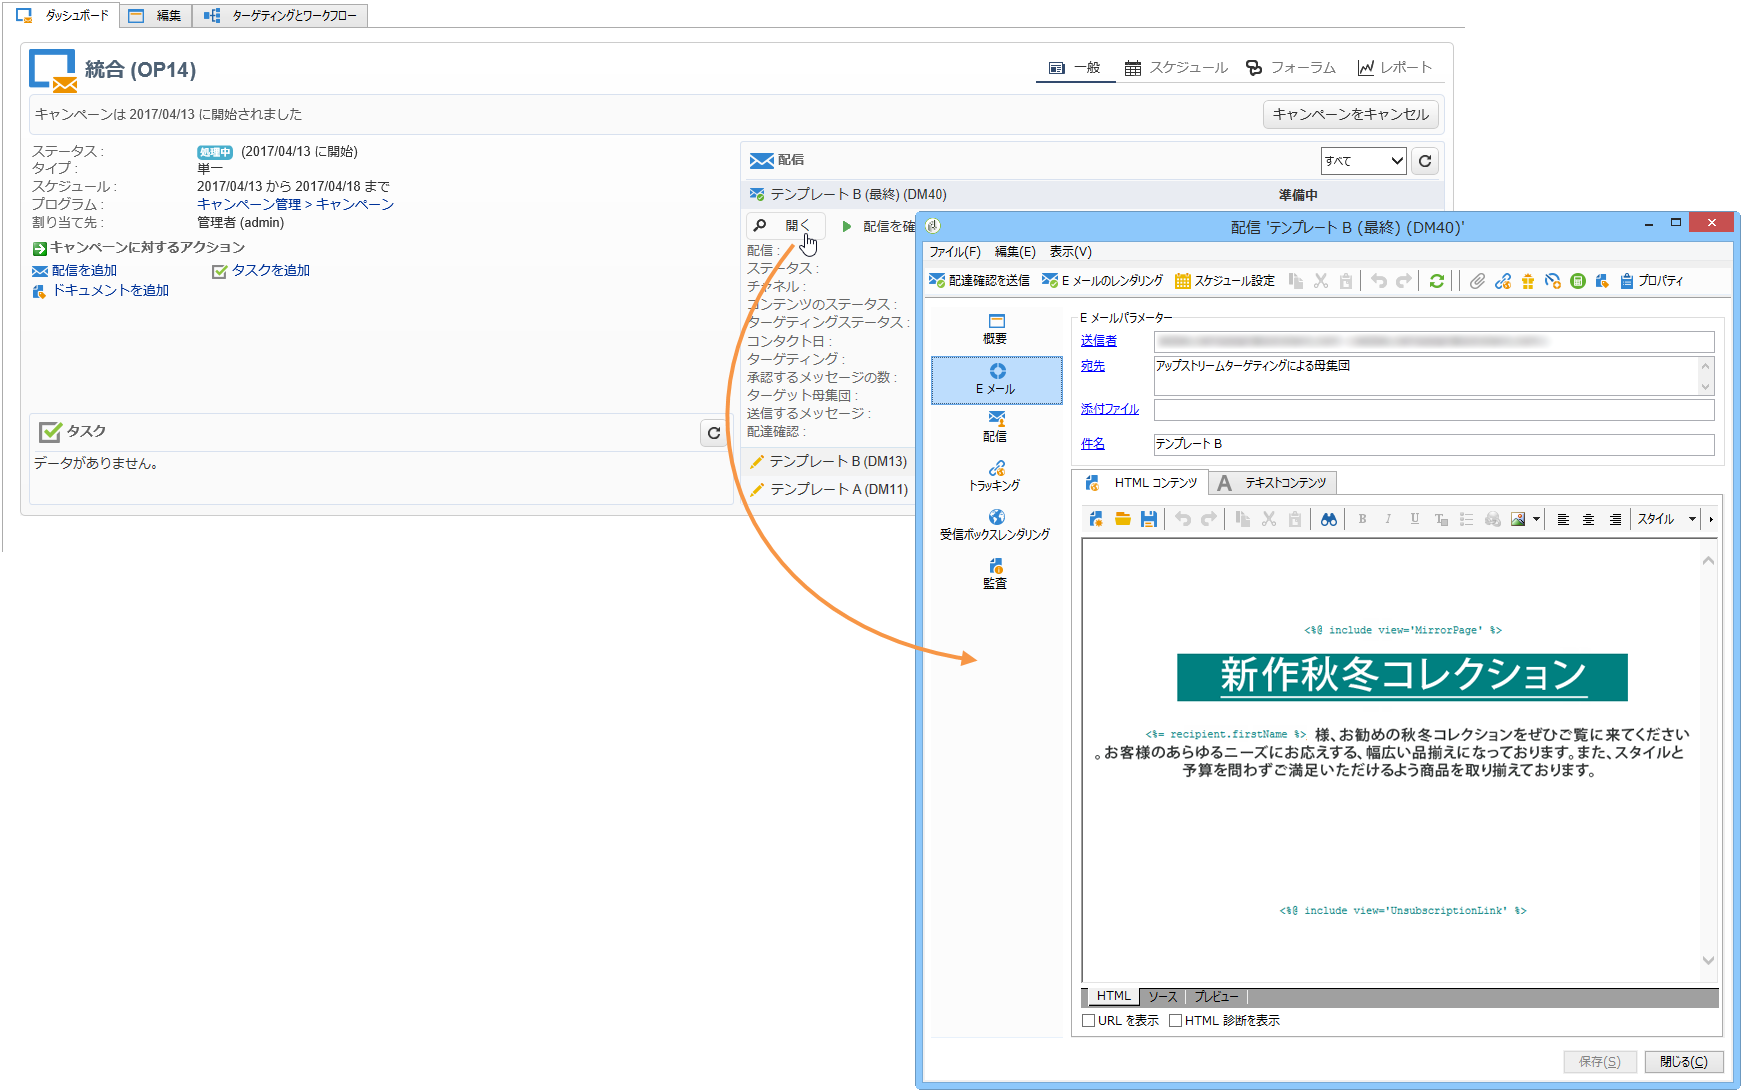 ダッシュボード
編集
ターゲティングとワークフロー
統合 (OP14)
一般
スケジュール
フォーラム
レポート
キャンペーンは 2017/04/13 に開始されました
キャンペーンをキャンセル
ステータス :
処理中 (2017/04/13 に開始)
タイプ :
単一
スケジュール :
2017/04/13 から 2017/04/18 まで
プログラム :
キャンペーン管理 > キャンペーン
割り当て先 :
管理者 (admin)
キャンペーンに対するアクション
配信を追加
タスクを追加
ドキュメントを追加
タスク
データがありません。
配信
すべて
テンプレート B (最終) (DM40)
準備中
開く
配信を確
配信 :
ステータス :
チャネル :
コンテンツのステータス :
ターゲティングステータス :
コンタクト日 :
ターゲティング :
承認するメッセージの数 :
ターゲット母集団 :
送信するメッセージ :
配達確認 :
テンプレート B (DM13)
テンプレート A (DM11)
配信 'テンプレート B (最終) (DM40)'
ファイル(F)
編集(E)
表示(V)
配達確認を送信
E メールのレンダリング
スケジュール設定
プロパティ
概要
E メール
配信
トラッキング
受信ボックスレンダリング
監査
E メールパラメーター
送信者
宛先
アップストリームターゲティングによる母集団
添付ファイル
件名
テンプレート B
HTML コンテンツ
テキストコンテンツ
B I U
スタイル
<%@ include view='MirrorPage' %>
新作秋冬コレクション
<%= recipient.firstName %> 様、お勧めの秋冬コレクションをぜひご覧に来てください
。お客様のあらゆるニーズにお応えする、幅広い品揃えになっております。また、スタイルと
予算を問わずご満足いただけるよう商品を取り揃えております。
<%@ include view='UnsubscriptionLink' %>
HTML
ソース
プレビュー
URL を表示
HTML 診断を表示
保存(S)
閉じる(C)